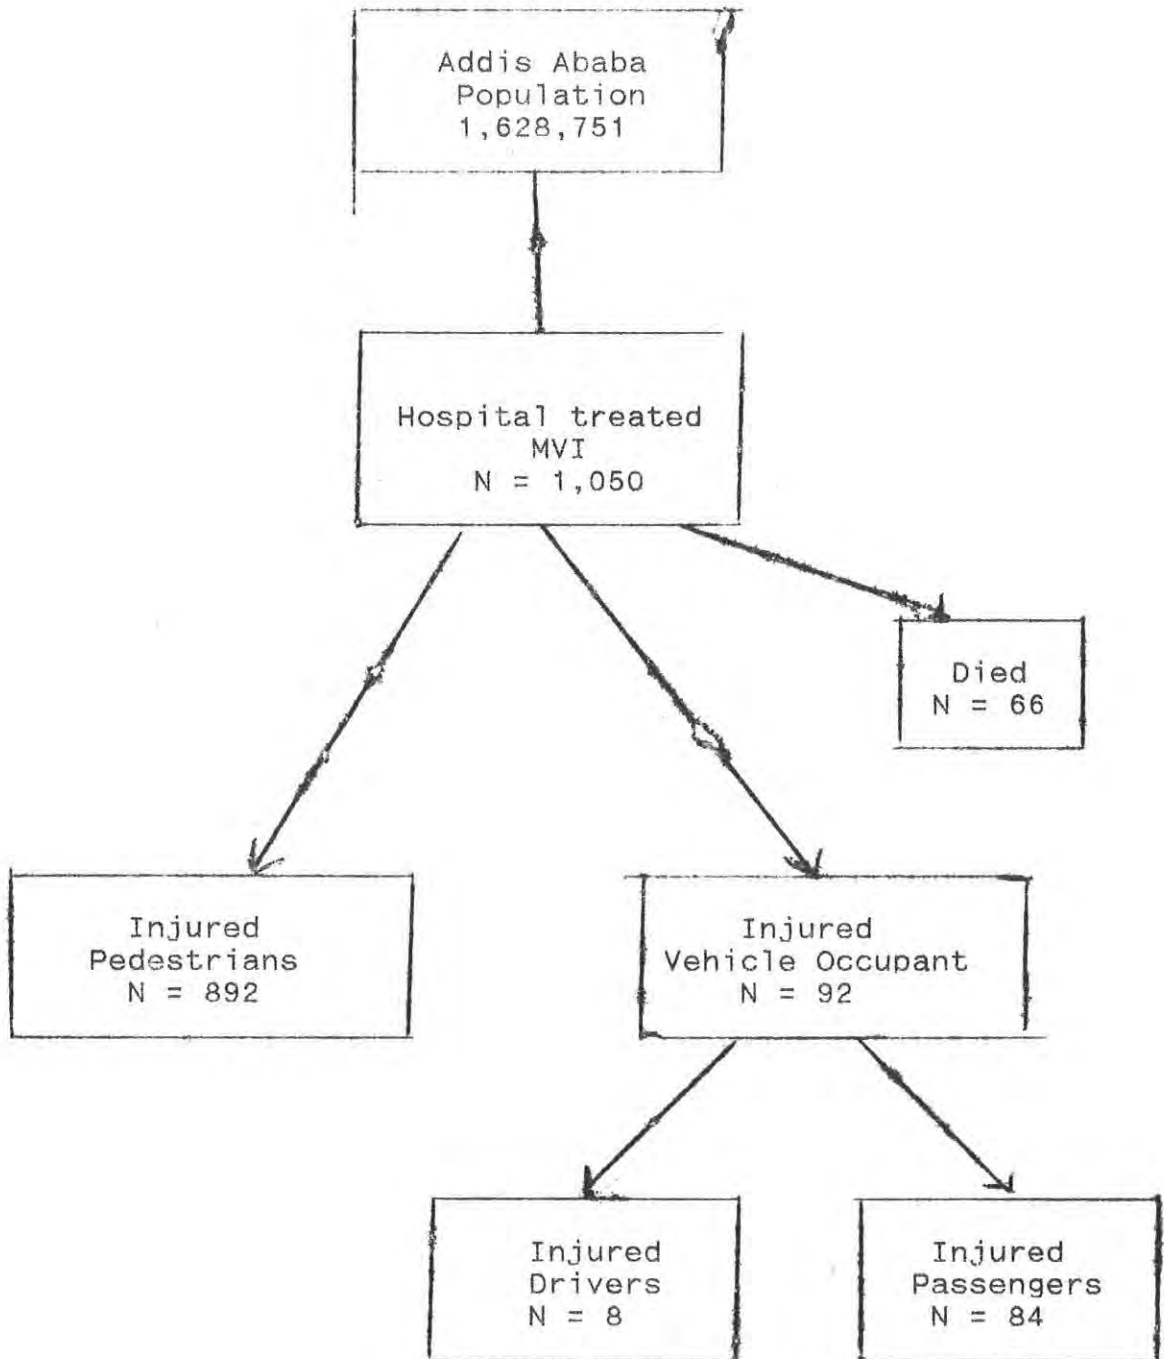 Addis Ababa
Population
1,628,751
Hospital treated
MVI
N = 1,050
Died
N = 66
Injured
Pedestrians
N = 892
Injured
Vehicle Occupant
N = 92
Injured
Drivers
N = 8
Injured
Passengers
N = 84